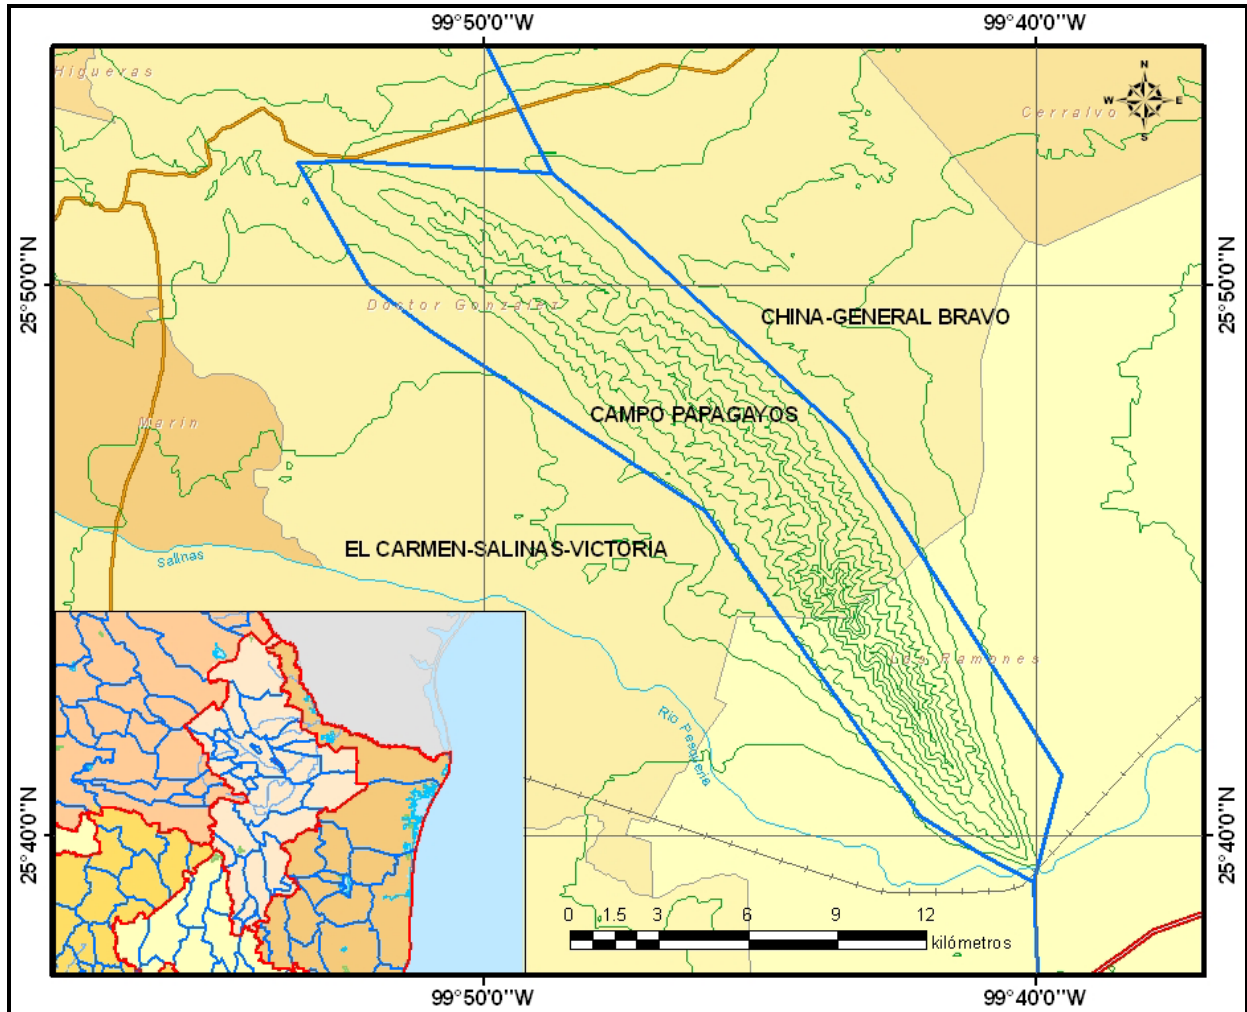 99°50'0"W
99°40'0"W
Higueras
N
W
E
S
Cerralvo
25°50'0"N
25°50'0"N
Doctor González
CHINA-GENERAL BRAVO
CAMPO PAPAGAYOS
Marín
EL CARMEN-SALINAS-VICTORIA
Salinas
Los Ramones
Río Pesquería
25°40'0"N
25°40'0"N
0 1.5 3 6 9 12
kilómetros
99°50'0"W
99°40'0"W